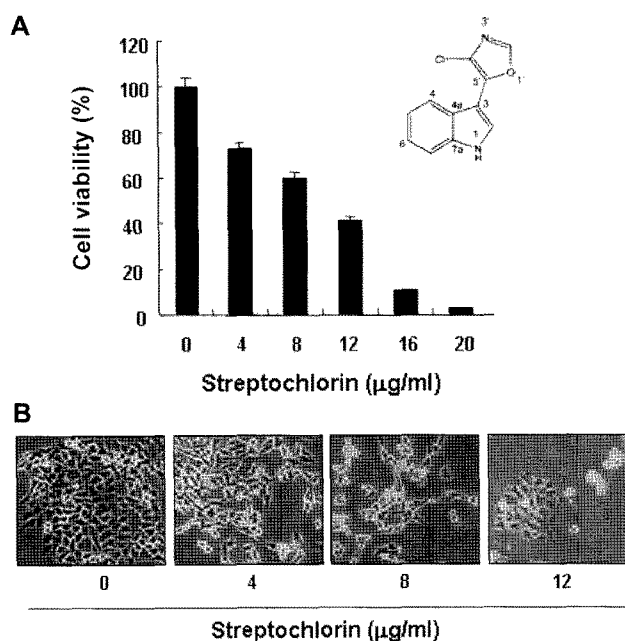 A
120
100
80
60
40
20
0
Cell viability (%)
0 4 8 12 16 20
Streptochlorin (μg/ml)
3'
N
Cl
O
1'
5'
3
4
4a
6
7a
1
N
H
B
0 4 8 12
Streptochlorin (μg/ml)